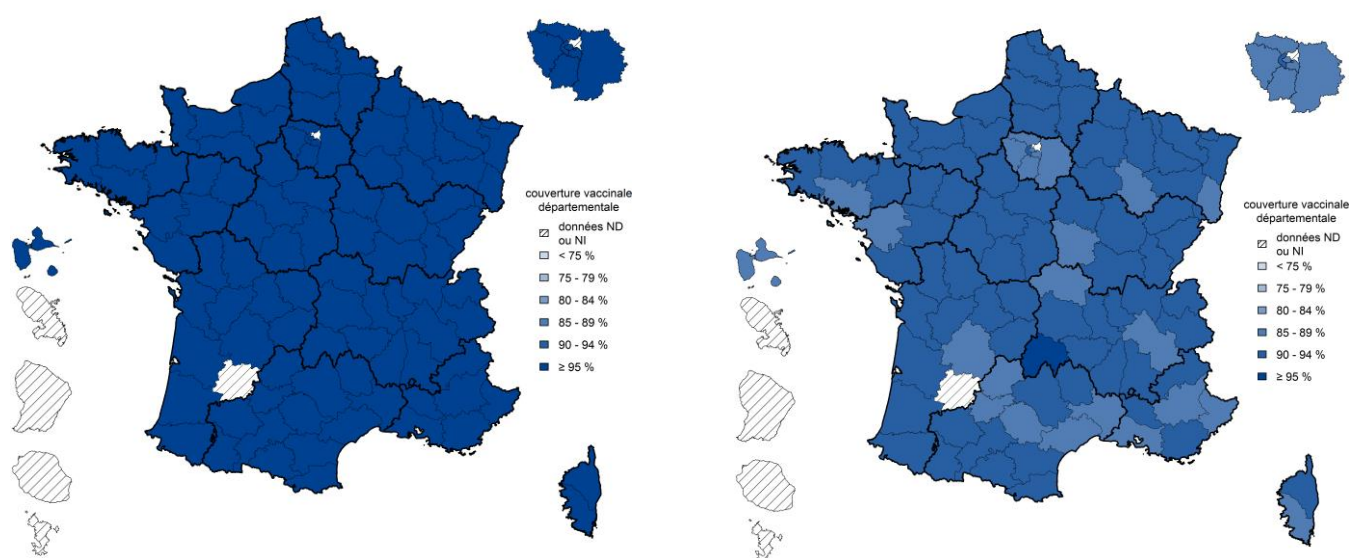 couverture vaccinale
départementale
données ND
ou NI
< 75 %
75 - 79 %
80 - 84 %
85 - 89 %
90 - 94 %
≥ 95 %
couverture vaccinale
départementale
données ND
ou NI
< 75 %
75 - 79 %
80 - 84 %
85 - 89 %
90 - 94 %
≥ 95 %